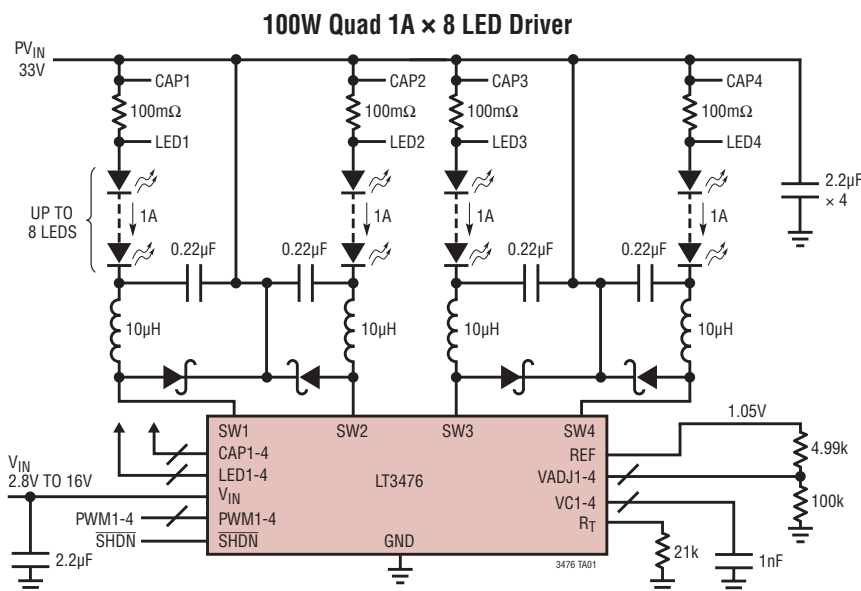 100W Quad 1A × 8 LED Driver
PVIN
33V
CAP1
CAP2
CAP3
CAP4
100mΩ
100mΩ
100mΩ
100mΩ
LED1
LED2
LED3
LED4
UP TO
8 LEDS
1A
1A
1A
1A
2.2µF
× 4
0.22µF
0.22µF
0.22µF
0.22µF
10µH
10µH
10µH
10µH
SW1
SW2
SW3
SW4
1.05V
CAP1-4
REF
4.99k
VIN
2.8V TO 16V
LED1-4
LT3476
VADJ1-4
VIN
VC1-4
100k
PWM1-4
PWM1-4
RT
SHDN
SHDN
GND
2.2µF
3476 TA01
21k
1nF